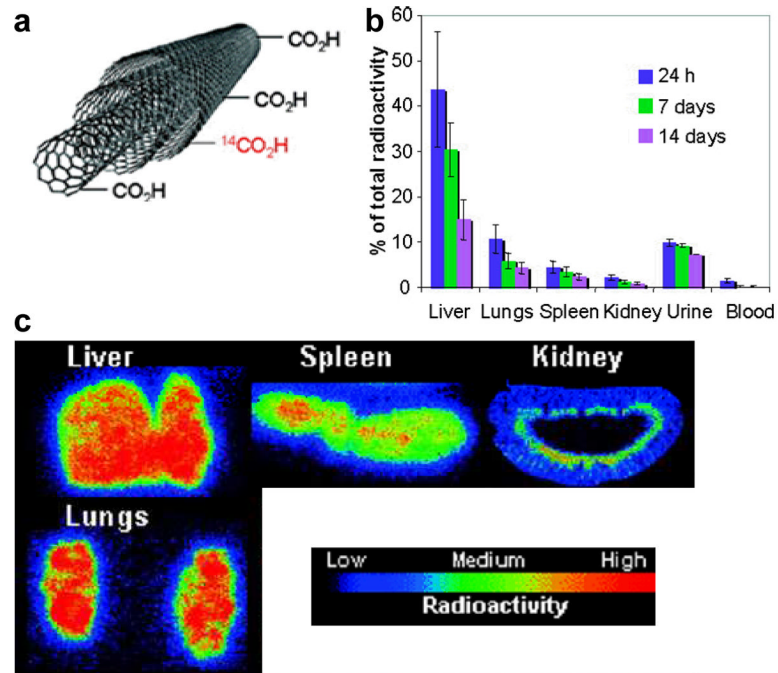 a
CO₂H
CO₂H
¹⁴CO₂H
CO₂H
b
% of total radioactivity
60
50
40
30
20
10
0
24 h
7 days
14 days
Liver Lungs Spleen Kidney Urine Blood
c
Liver Spleen Kidney
Lungs
Low Medium High
Radioactivity